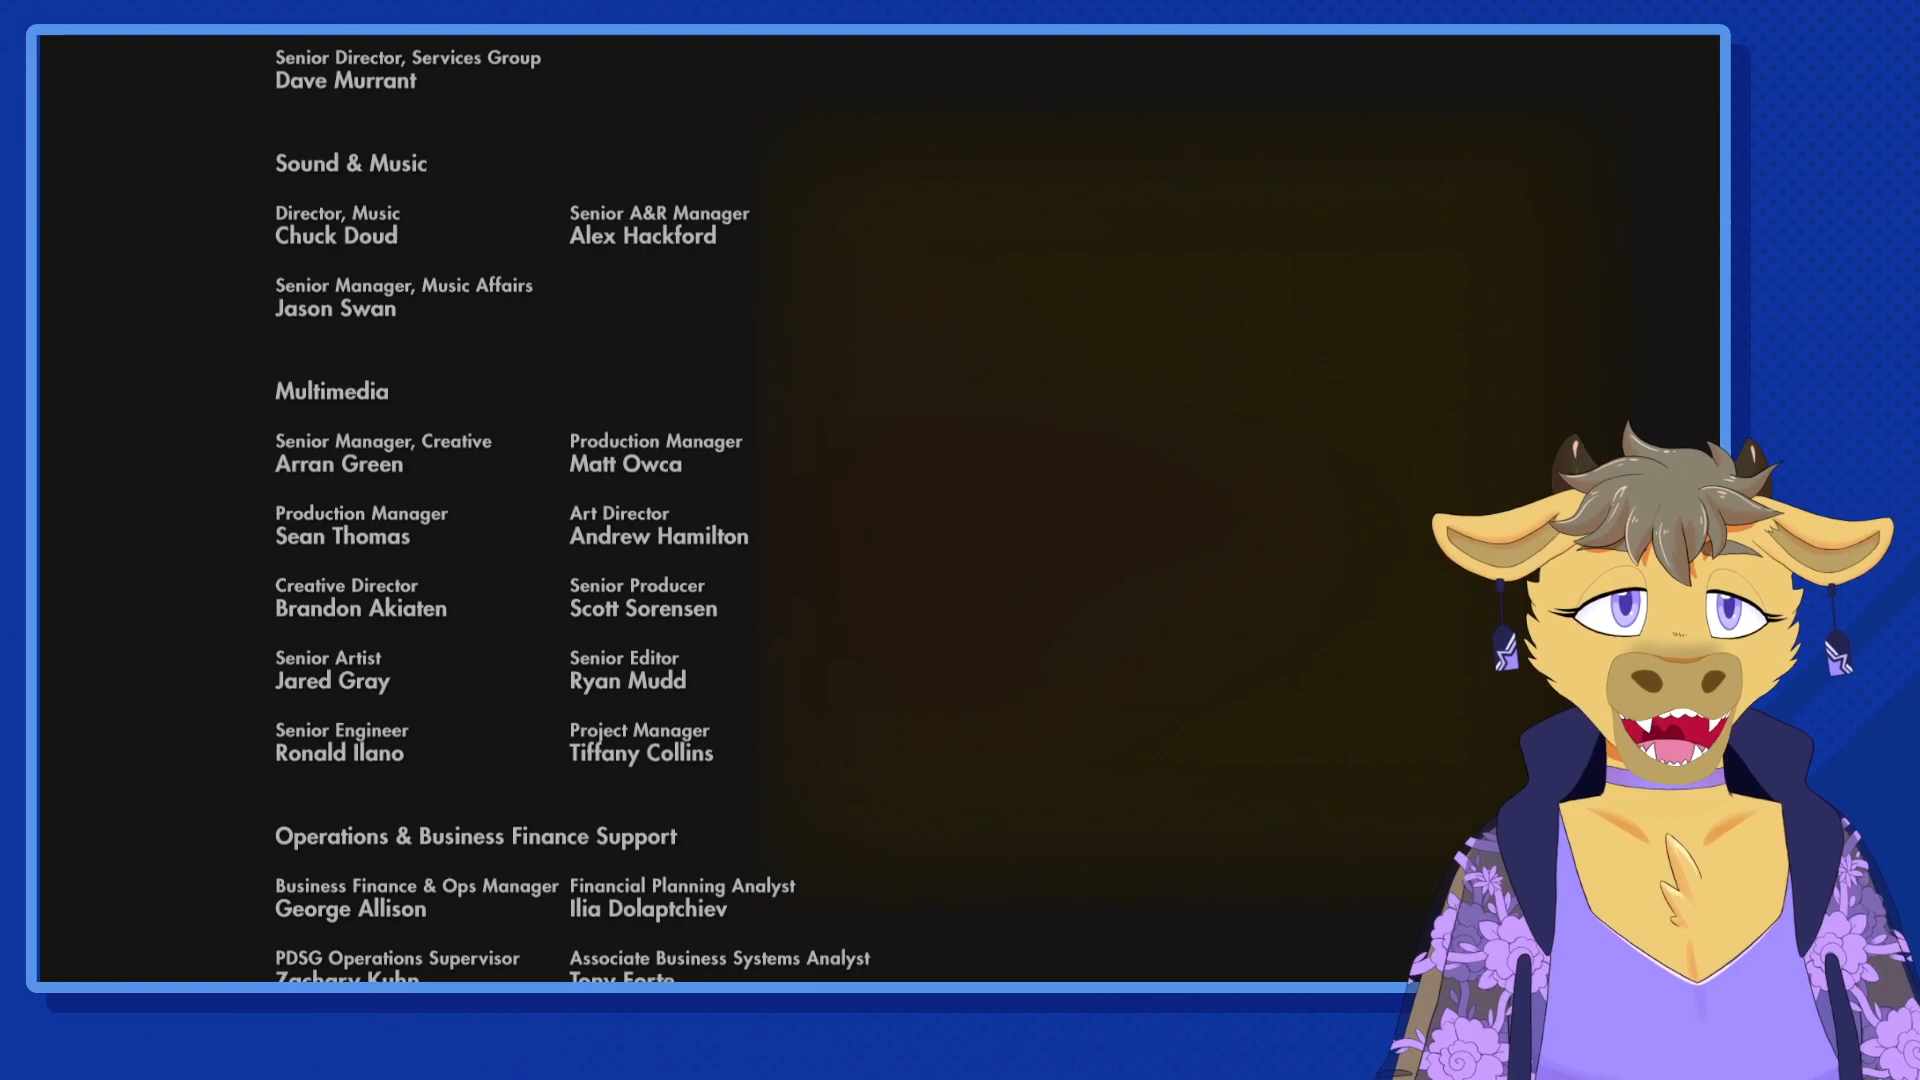 Senior Director, Services Group
Dave Murrant
Sound & Music
Director, Music
Chuck Doud
Senior A&R Manager
Alex Hackford
Senior Manager, Music Affairs
Jason Swan
Multimedia
Senior Manager, Creative
Arran Green
Production Manager
Matt Owca
Production Manager
Sean Thomas
Art Director
Andrew Hamilton
Creative Director
Brandon Akiaten
Senior Producer
Scott Sorensen
Senior Artist
Jared Gray
Senior Editor
Ryan Mudd
Senior Engineer
Ronald Ilano
Project Manager
Tiffany Collins
Operations & Business Finance Support
Business Finance & Ops Manager
George Allison
Financial Planning Analyst
Ilia Dolaptchiev
PDSG Operations Supervisor
Zachary Kuhn
Associate Business Systems Analyst
Tony Forte